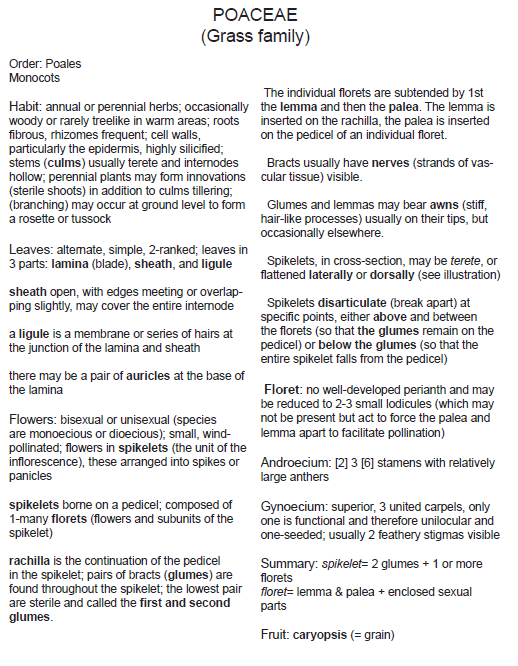 POACEAE
(Grass family)
Order: Poales
Monocots
Habit: annual or perennial herbs; occasionally
woody or rarely treelike in warm areas; roots
fibrous, rhizomes frequent; cell walls,
particularly the epidermis, highly silicified;
stems (culms) usually terete and internodes
hollow; perennial plants may form innovations
(sterile shoots) in addition to culms tillering;
(branching) may occur at ground level to form
a rosette or tussock
Leaves: alternate, simple, 2-ranked; leaves in
3 parts: lamina (blade), sheath, and ligule
sheath open, with edges meeting or overlap-
ping slightly, may cover the entire internode
a ligule is a membrane or series of hairs at
the junction of the lamina and sheath
there may be a pair of auricles at the base of
the lamina
Flowers: bisexual or unisexual (species
are monoecious or dioecious); small, wind-
pollinated; flowers in spikelets (the unit of the
inflorescence), these arranged into spikes or
panicles
spikelets borne on a pedicel; composed of
1-many florets (flowers and subunits of the
spikelet)
rachilla is the continuation of the pedicel
in the spikelet; pairs of bracts (glumes) are
found throughout the spikelet; the lowest pair
are sterile and called the first and second
glumes.
The individual florets are subtended by 1st
the lemma and then the palea. The lemma is
inserted on the rachilla, the palea is inserted
on the pedicel of an individual floret.
Bracts usually have nerves (strands of vas-
cular tissue) visible.
Glumes and lemmas may bear awns (stiff,
hair-like processes) usually on their tips, but
occasionally elsewhere.
Spikelets, in cross-section, may be terete, or
flattened laterally or dorsally (see illustration)
Spikelets disarticulate (break apart) at
specific points, either above and between
the florets (so that the glumes remain on the
pedicel) or below the glumes (so that the
entire spikelet falls from the pedicel)
Floret: no well-developed perianth and may
be reduced to 2-3 small lodicules (which may
not be present but act to force the palea and
lemma apart to facilitate pollination)
Androecium: [2] 3 [6] stamens with relatively
large anthers
Gynoecium: superior, 3 united carpels, only
one is functional and therefore unilocular and
one-seeded; usually 2 feathery stigmas visible
Summary: spikelet= 2 glumes + 1 or more
florets
floret= lemma & palea + enclosed sexual
parts
Fruit: caryopsis (= grain)